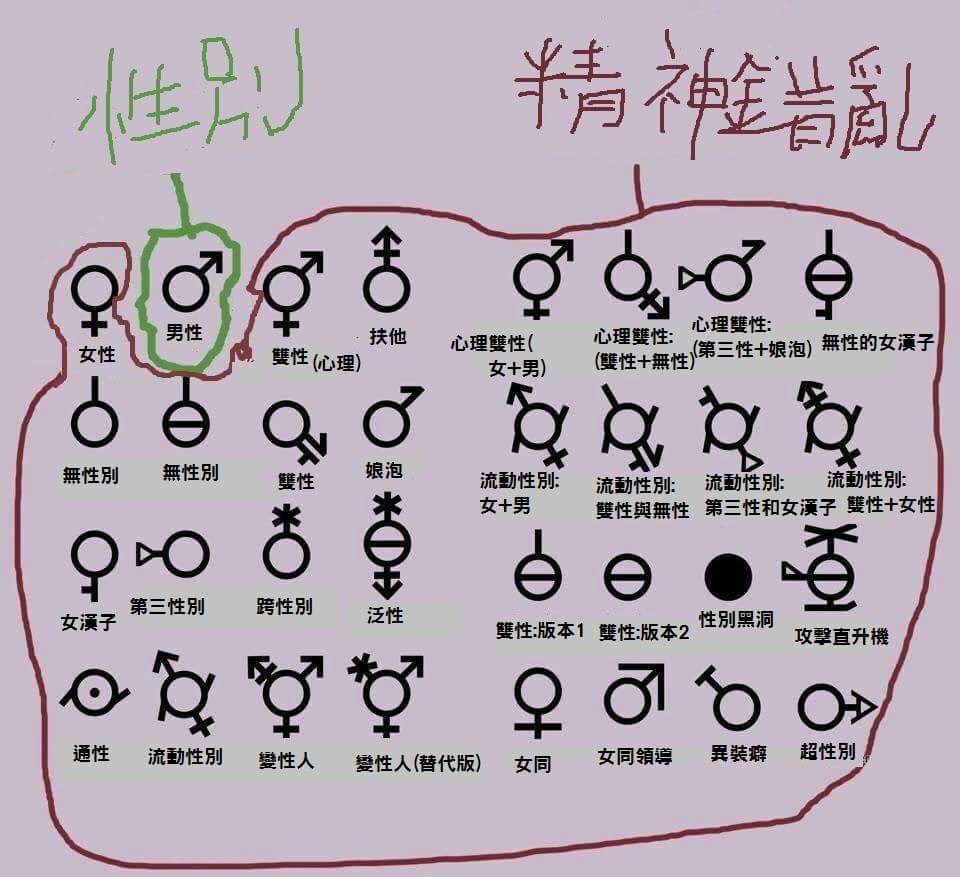 性別
精神錯亂
女性
男性
雙性(心理)
扶他
心理雙性(
女+男)
心理雙性:
(雙性+無性)
心理雙性:
(第三性+娘泡)
無性的女漢子
無性別
無性別
雙性
娘泡
流動性別:
女+男
流動性別:
雙性與無性
流動性別:
第三性和女漢子
流動性別:
雙性+女性
女漢子
第三性別
跨性別
泛性
雙性:版本1
雙性:版本2
性別黑洞
攻擊直升機
通性
流動性別
變性人
變性人(替代版)
女同
女同領導
異裝癖
超性別